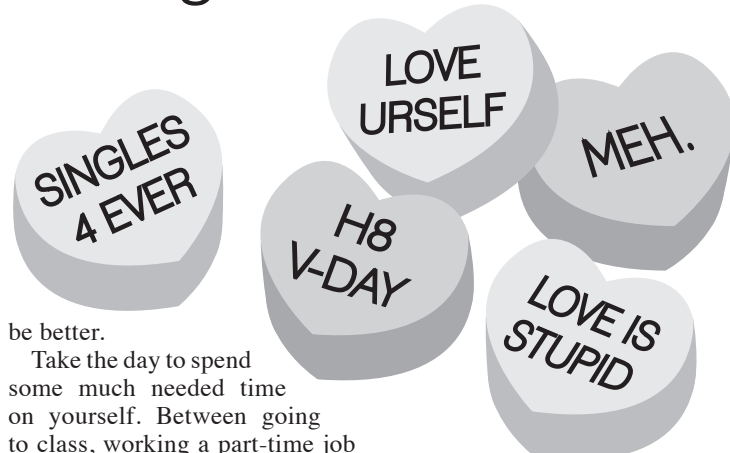 LOVE
URSELF
MEH.
SINGLES
4 EVER
H8
V-DAY
LOVE IS
STUPID
be better.
Take the day to spend
some much needed time
on yourself. Between going
to class, working a part-time job